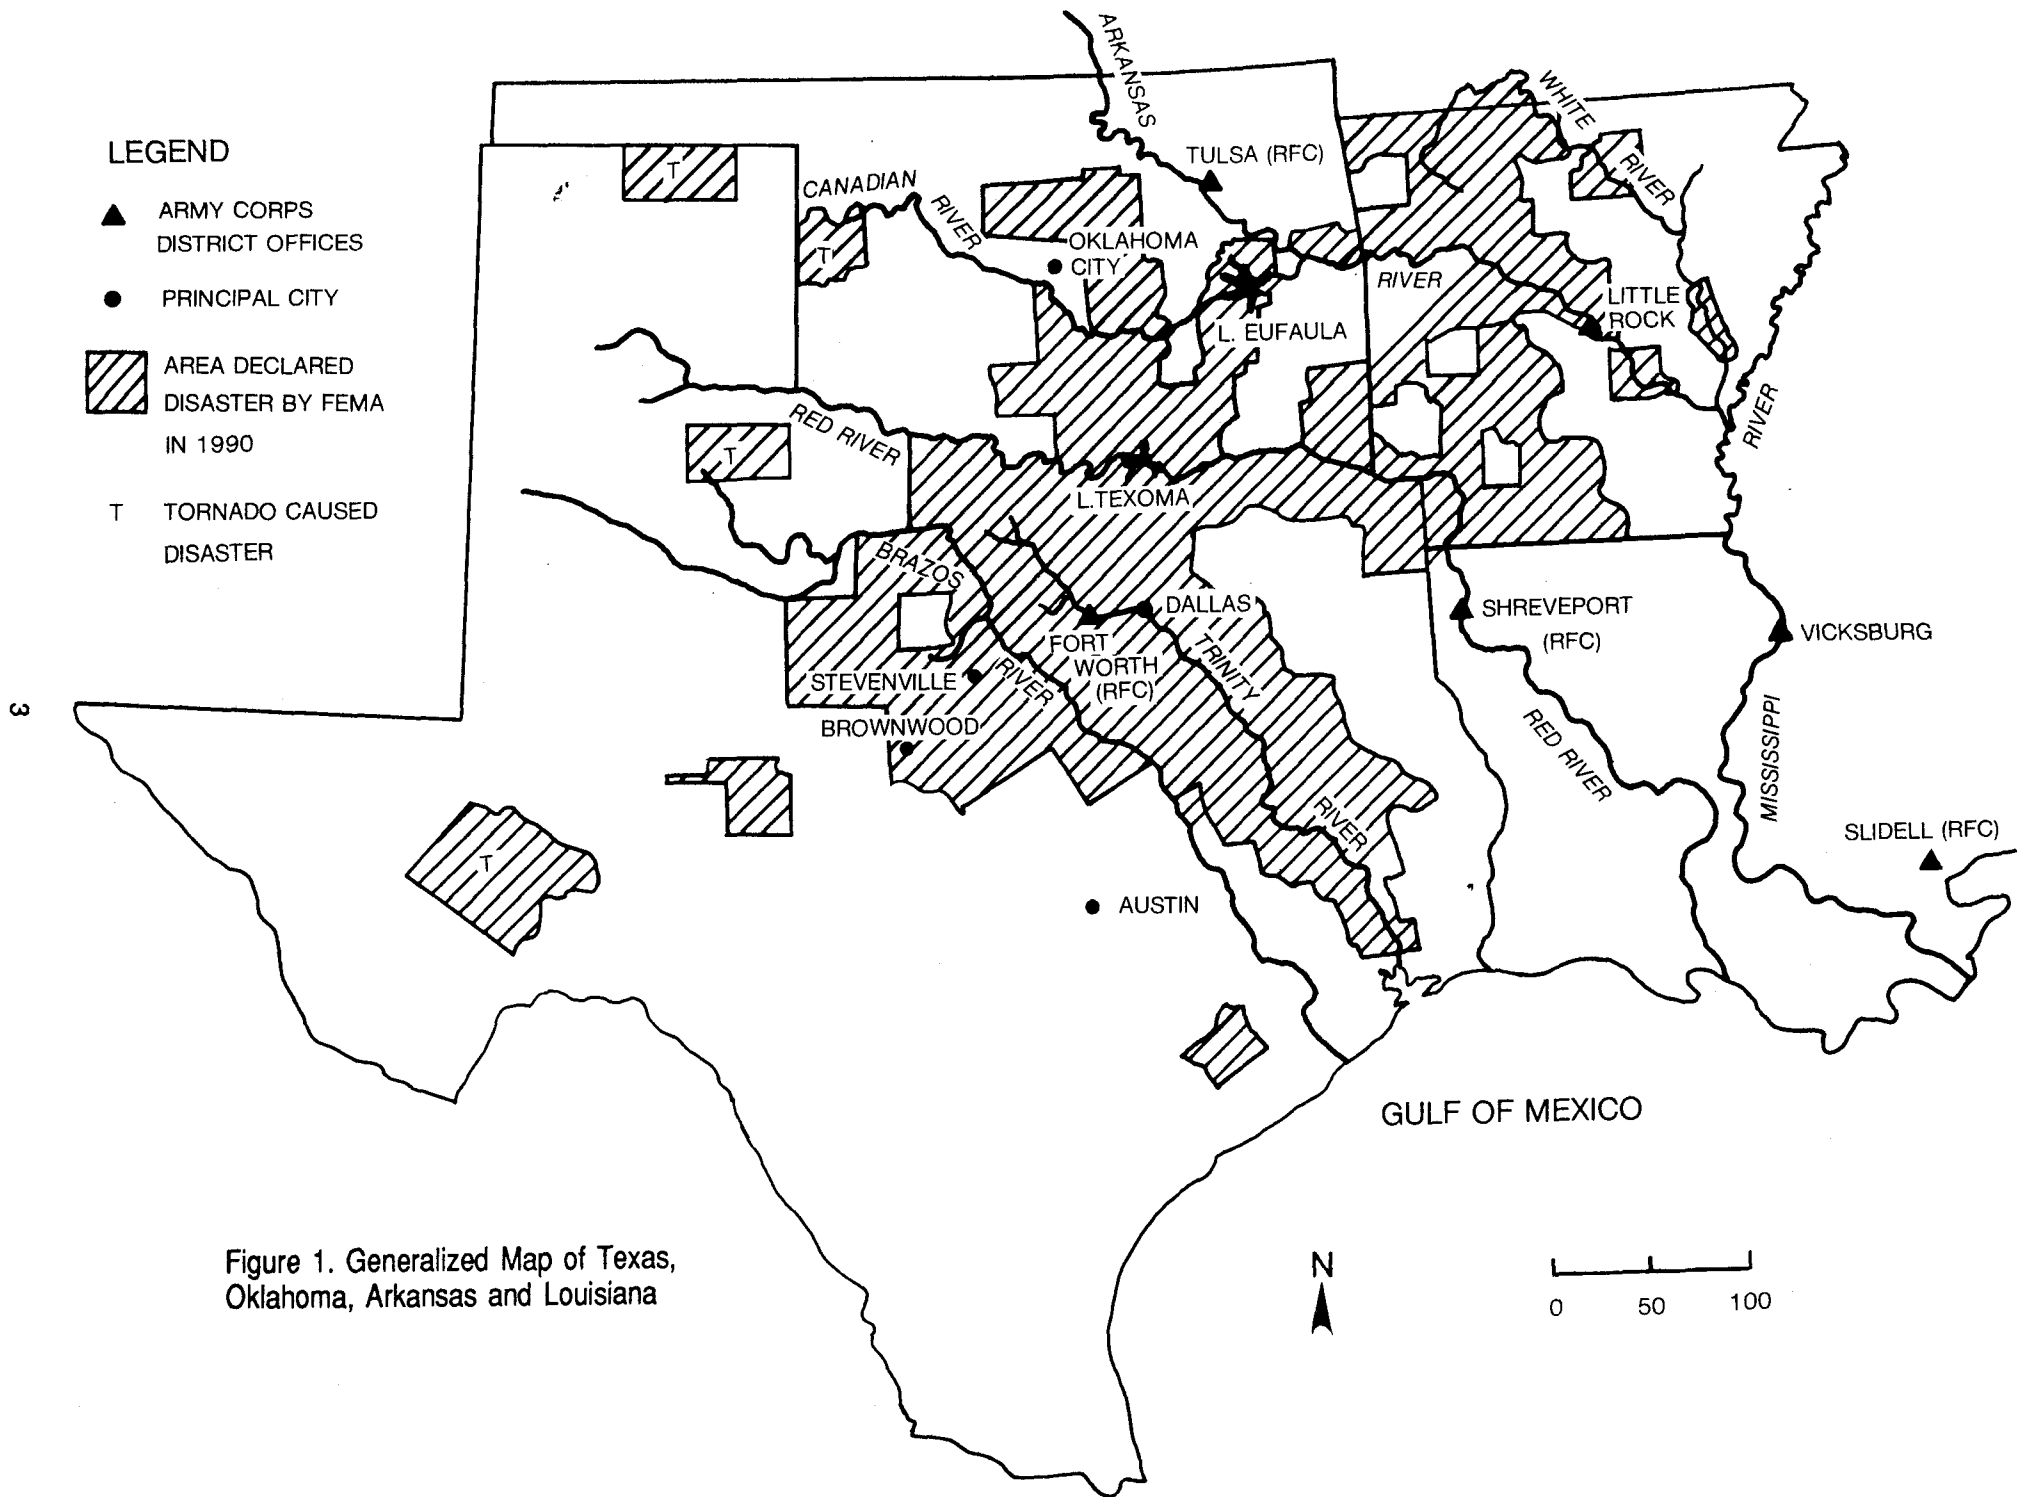 LEGEND
ARMY CORPS
DISTRICT OFFICES
PRINCIPAL CITY
AREA DECLARED
DISASTER BY FEMA
IN 1990
T TORNADO CAUSED
DISASTER
ARKANSAS
WHITE
RIVER
TULSA (RFC)
T
CANADIAN
RIVER
T
OKLAHOMA
CITY
RIVER
LITTLE
ROCK
L. EUFAULA
RIVER
RED RIVER
T
L. TEXOMA
BRAZOS
DALLAS
SHREVEPORT
(RFC)
VICKSBURG
FORT
WORTH
(RFC)
TRINITY
STEVENVILLE
RIVER
BROWNWOOD
3
RED RIVER
MISSISSIPPI
RIVER
SLIDELL (RFC)
T
AUSTIN
GULF OF MEXICO
Figure 1. Generalized Map of Texas,
Oklahoma, Arkansas and Louisiana
N
0 50 100